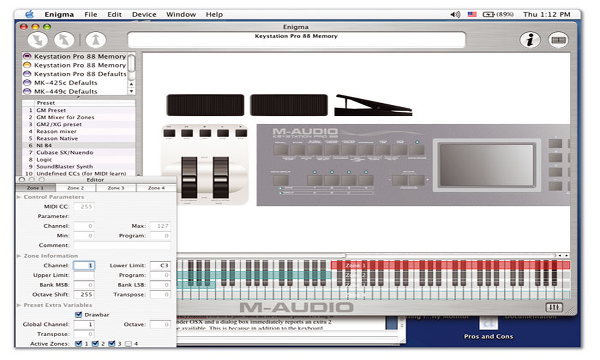 Enigma File Edit Device Window Help (89%) Thu 1:12 PM
Enigma
Keystation Pro 88 Memory
Keystation Pro 88 Memory
Keystation Pro 88 Memory
Keystation Pro 88 Defaults
MK-425c Defaults
MK-449c Defaults
# Preset
1 GM Preset
2 GM Mixer for Zones
3 GM2/XG preset
4 Reason mixer
5 Reason Native
6 NI B4
7 Cubase SX/Nuendo
8 Logic
9 SoundBlaster Synth
10 Undefined CCs (for MIDI learn)
M-AUDIO
KEYSTATION PRO 88
Editor
Zone 1 Zone 2 Zone 3 Zone 4
Control Parameters
MIDI CC: 255
Parameter:
Channel: 0 Max: 127
Min: 0 Program: 0
Comment:
Zone Information
Channel: 3 Lower Limit: C3
Upper Limit: Program: 0
Bank MSB: 0 Bank LSB: 0
Octave Shift: 255 Transpose: 0
Preset Extra Variables
Drawbar
Global Channel: 1 Octave: 0
Transpose: 0
Active Zones: 1 2 3 4
Zone 1
M-AUDIO
under OSX and a dialog box immediately reports an extra 2
available. This is because in addition to the keyboard
Monitor Documentation
Pros and Cons